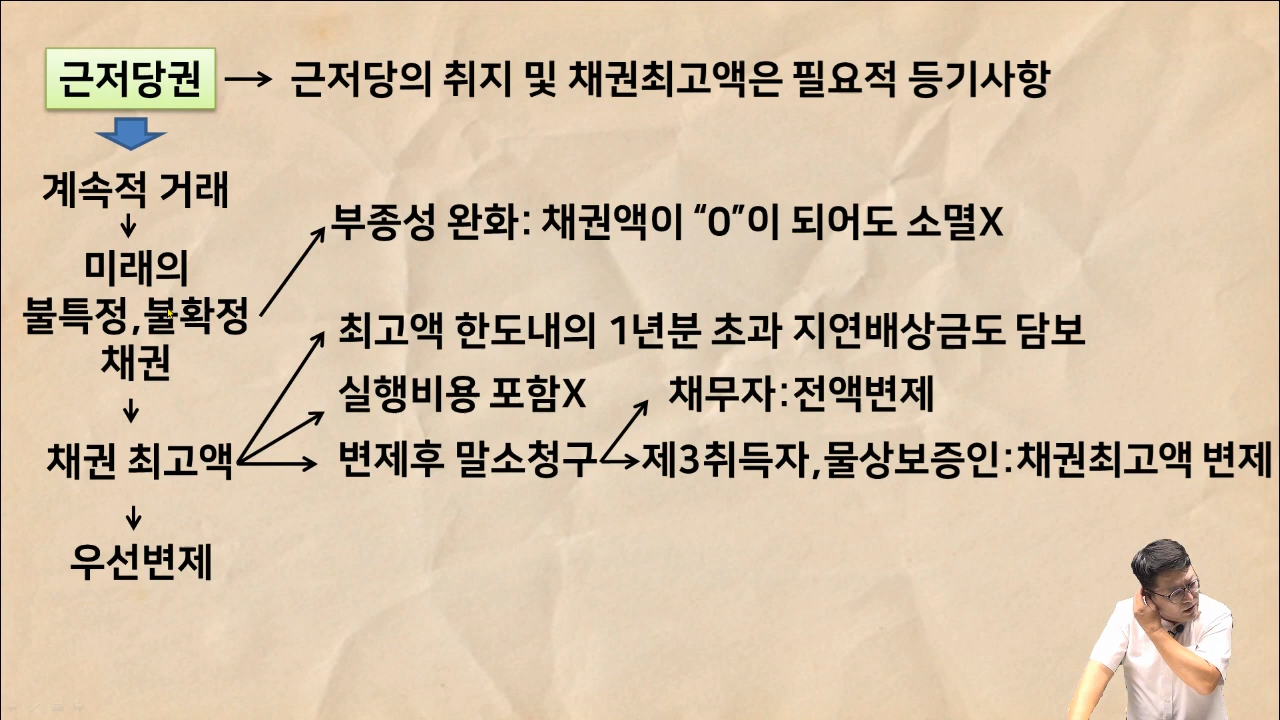 근저당권 → 근저당의 취지 및 채권최고액은 필요적 등기사항
계속적 거래
부종성 완화: 채권액이 “0”이 되어도 소멸X
미래의
불특정,불확정
채권
최고액 한도내의 1년분 초과 지연배상금도 담보
실행비용 포함X
채무자:전액변제
채권 최고액
변제후 말소청구
제3취득자,물상보증인:채권최고액 변제
우선변제